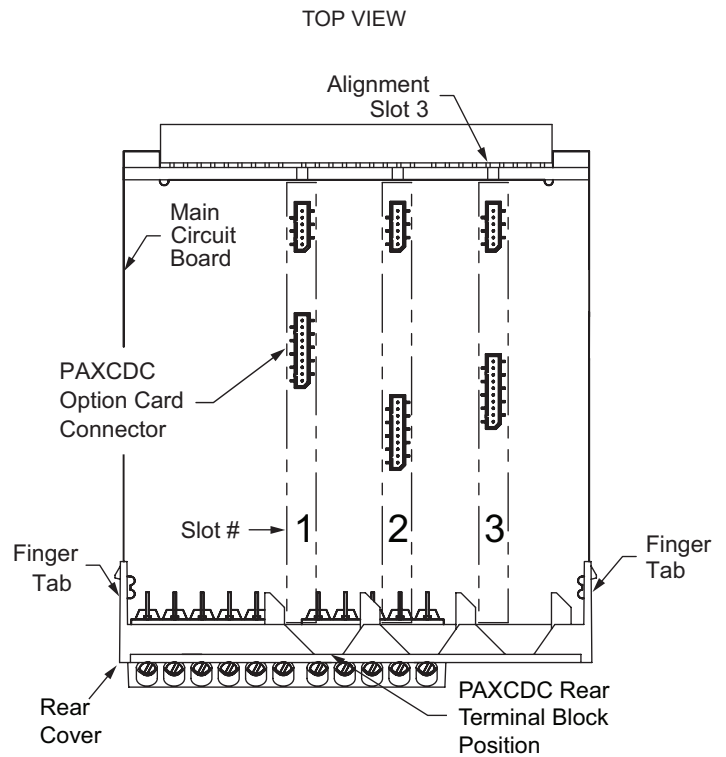 TOP VIEW
Alignment
Slot 3
Main
Circuit
Board
PAXCDC
Option Card
Connector
Slot #
1
2
3
Finger
Tab
Finger
Tab
Rear
Cover
PAXCDC Rear
Terminal Block
Position